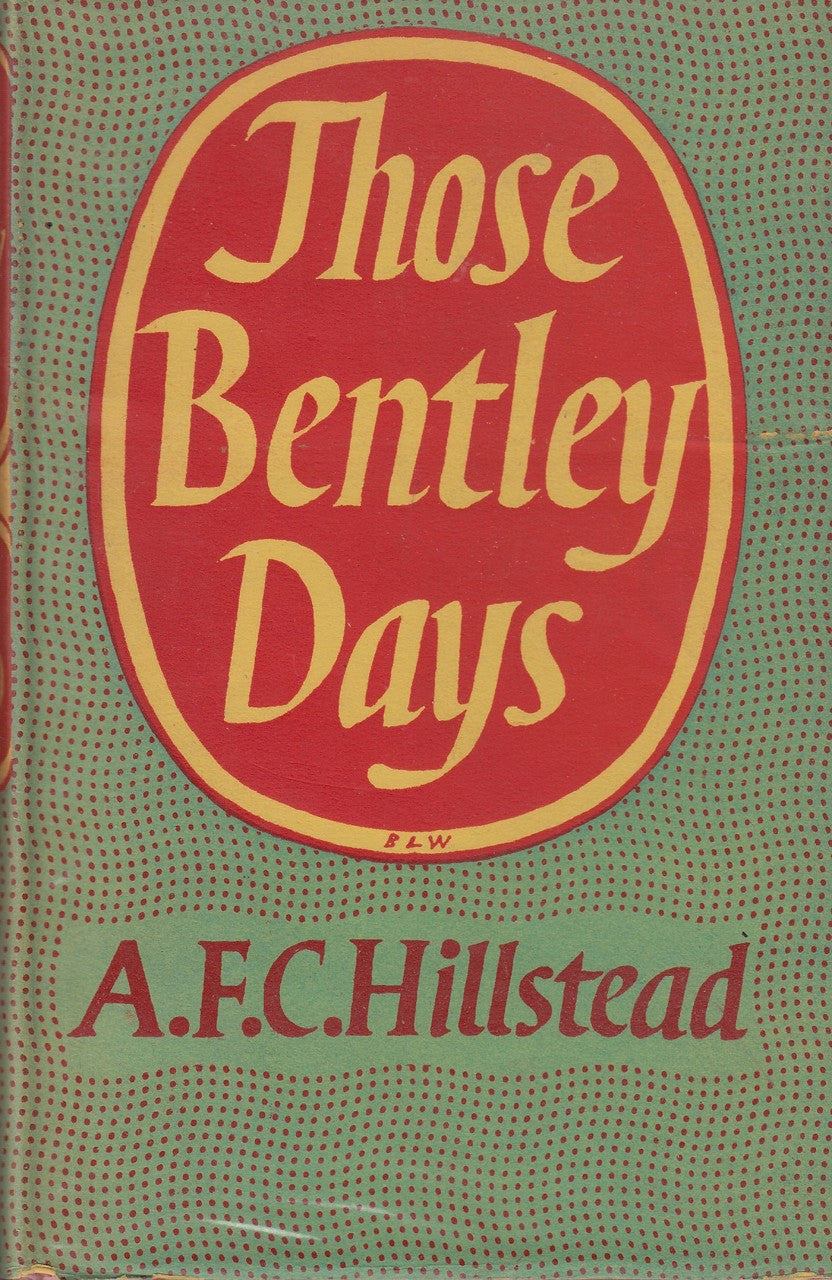 Those
Bentley
Days
BLW
A.F.C.Hillstead